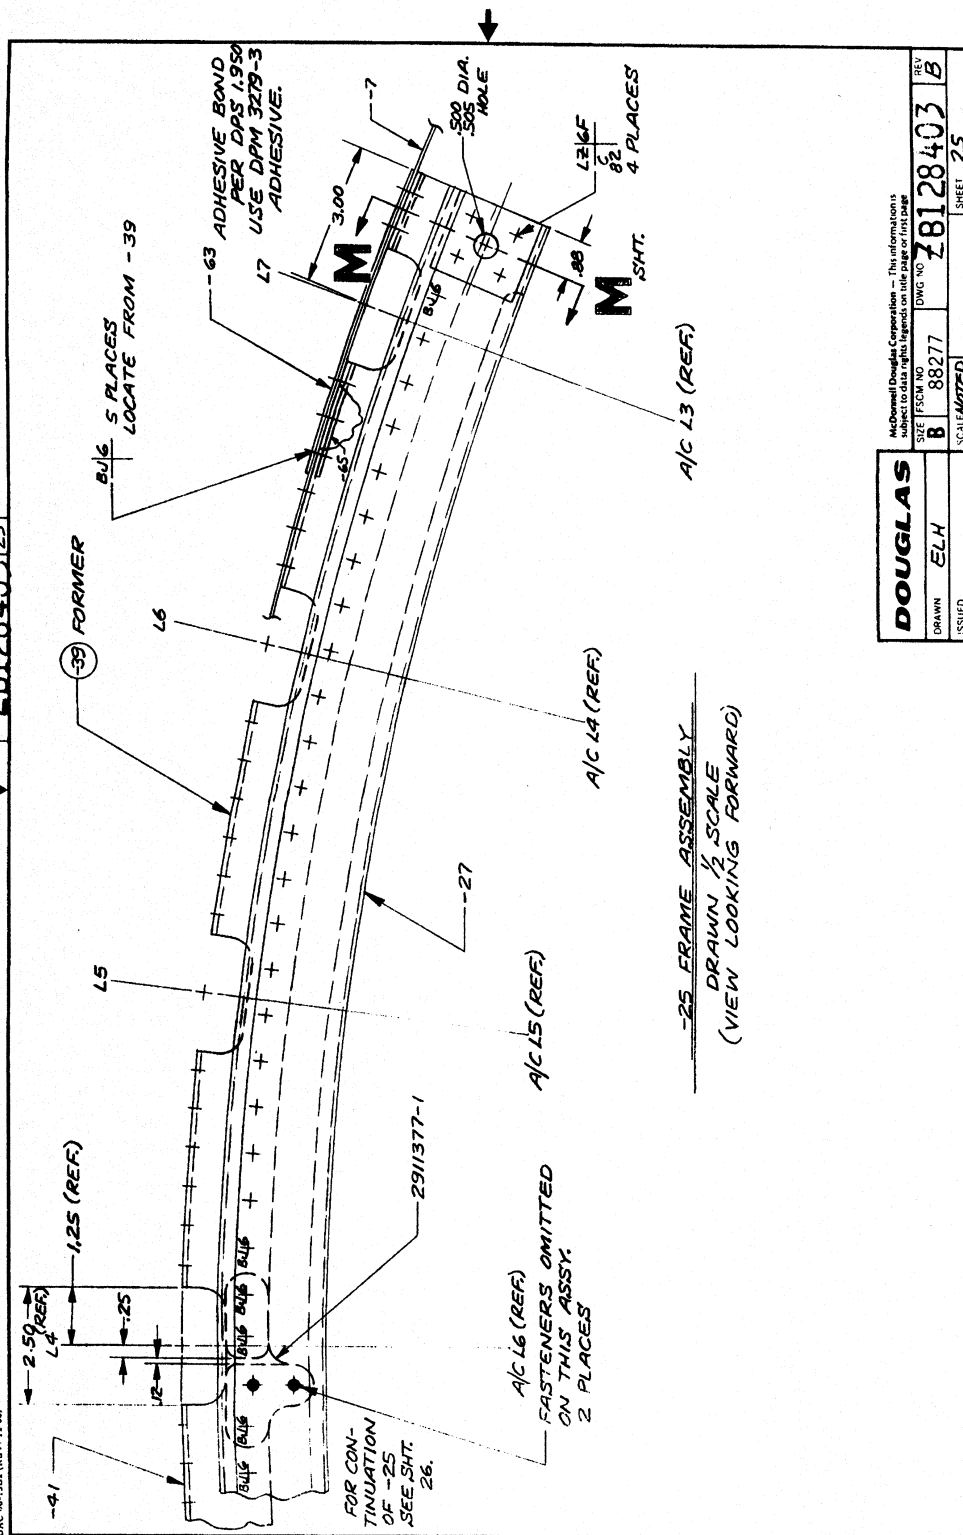 -41
2.50
(REF.)
L4
1.25 (REF.)
.25
.12
L5
-39 FORMER
L6
BJ6 5 PLACES
LOCATE FROM -39
-63
ADHESIVE BOND
PER DPS 1.950
USE DPM 3279-3
ADHESIVE.
L7
3.00
-7
M
.500
.505 DIA.
HOLE
LZ 6F
C
82
4 PLACES
.88
M
SHT.
BJ6
-65
BJ6
BJ6
BJ6
BJ6
BJ6
FOR CON-
TINUATION
OF -25
SEE SHT.
26.
2911377-1
-27
A/C L6 (REF.)
FASTENERS OMITTED
ON THIS ASSY.
2 PLACES
A/C L5 (REF.)
A/C L4 (REF.)
A/C L3 (REF.)
-25 FRAME ASSEMBLY
DRAWN 1/2 SCALE
(VIEW LOOKING FORWARD)
DOUGLAS
McDonnell Douglas Corporation — This information is
subject to data rights legends on title page or first page
DRAWN ELH
SIZE B
FSCM NO 88277
DWG NO ZB128403
REV B
ISSUED
SCALE NOTED
SHEET 25